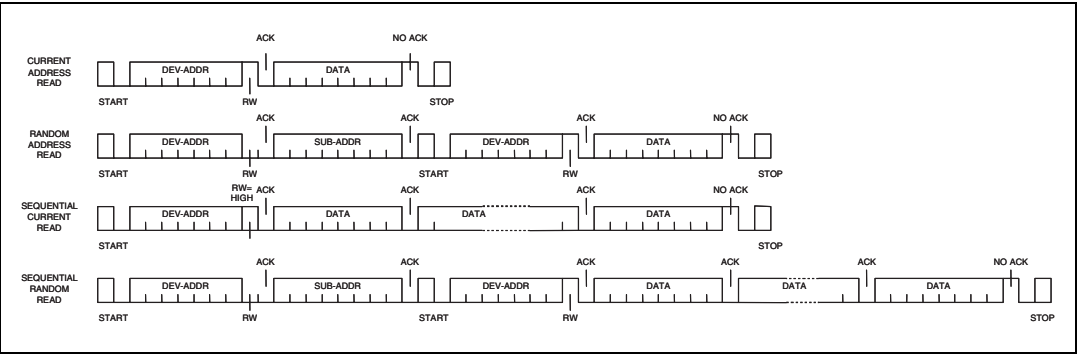 ACK NO ACK
CURRENT
ADDRESS
READ
DEV-ADDR DATA
START RW STOP
ACK ACK ACK NO ACK
RANDOM
ADDRESS
READ
DEV-ADDR SUB-ADDR DEV-ADDR DATA
START RW START RW STOP
RW=
HIGH
ACK ACK ACK NO ACK
SEQUENTIAL
CURRENT
READ
DEV-ADDR DATA DATA DATA
START STOP
ACK ACK ACK ACK ACK NO ACK
SEQUENTIAL
RANDOM
READ
DEV-ADDR SUB-ADDR DEV-ADDR DATA DATA DATA
START RW START RW STOP